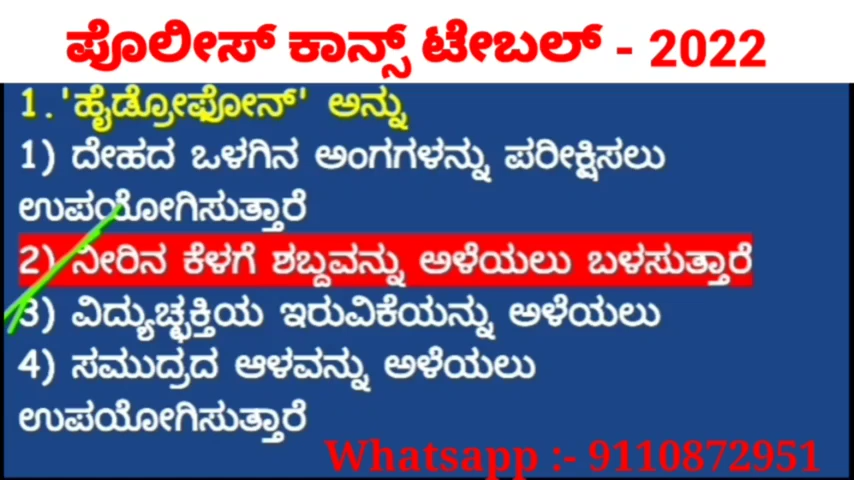 ಪೊಲೀಸ್ ಕಾನ್ಸ್ ಟೇಬಲ್ - 2022
1.'ಹೈಡ್ರೋಫೋನ್' ಅನ್ನು
1) ದೇಹದ ಒಳಗಿನ ಅಂಗಗಳನ್ನು ಪರೀಕ್ಷಿಸಲು
ಉಪಯೋಗಿಸುತ್ತಾರೆ
2) ನೀರಿನ ಕೆಳಗೆ ಶಬ್ದವನ್ನು ಅಳೆಯಲು ಬಳಸುತ್ತಾರೆ
3) ವಿದ್ಯುಚ್ಛಕ್ತಿಯ ಇರುವಿಕೆಯನ್ನು ಅಳೆಯಲು
4) ಸಮುದ್ರದ ಆಳವನ್ನು ಅಳೆಯಲು
ಉಪಯೋಗಿಸುತ್ತಾರೆ
Whatsapp :- 9110872951